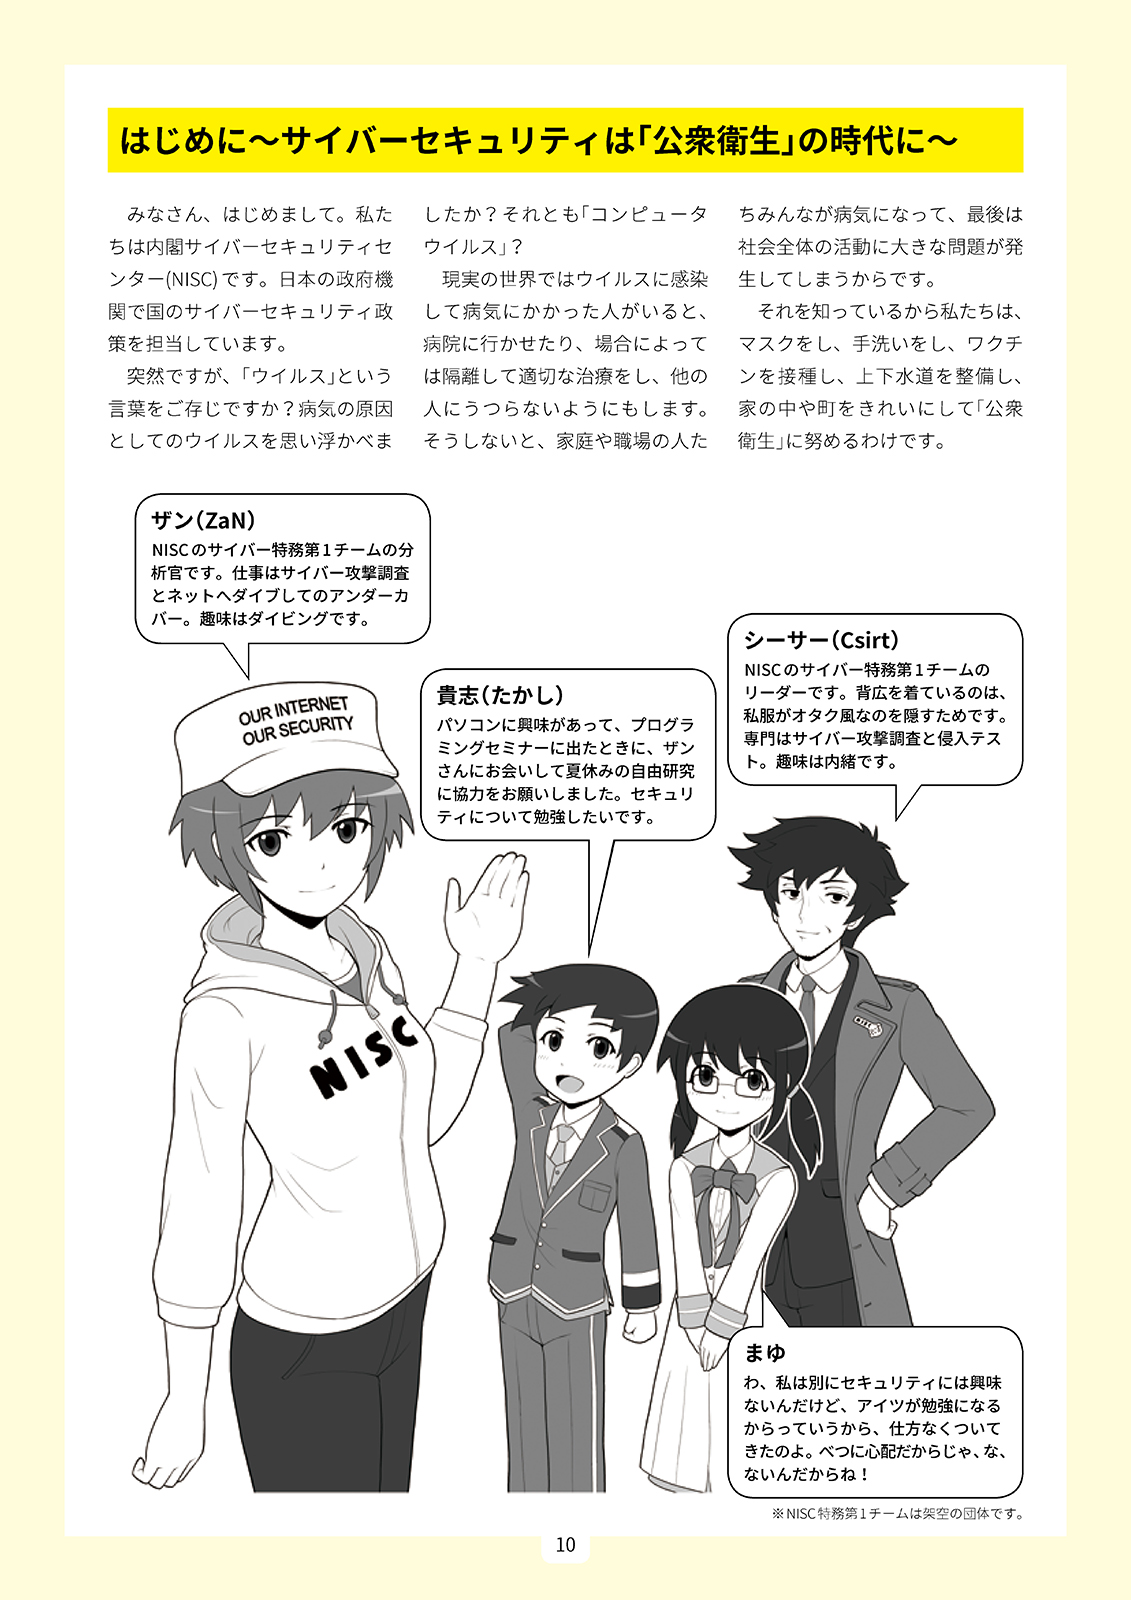 はじめに～サイバーセキュリティは「公衆衛生」の時代に～
みなさん、はじめまして。私た
ちは内閣サイバーセキュリティセ
ンター(NISC)です。日本の政府機
関で国のサイバーセキュリティ政
策を担当しています。
突然ですが、「ウイルス」という
言葉をご存じですか？病気の原因
としてのウイルスを思い浮かべま
したか？それとも「コンピュータ
ウイルス」？
現実の世界ではウイルスに感染
して病気にかかった人がいると、
病院に行かせたり、場合によって
は隔離して適切な治療をし、他の
人にうつらないようにもします。
そうしないと、家庭や職場の人た
ちみんなが病気になって、最後は
社会全体の活動に大きな問題が発
生してしまうからです。
それを知っているから私たちは、
マスクをし、手洗いをし、ワクチ
ンを接種し、上下水道を整備し、
家の中や町をきれいにして「公衆
衛生」に努めるわけです。
ザン（ZaN）
NISCのサイバー特務第1チームの分
析官です。仕事はサイバー攻撃調査
とネットへダイブしてのアンダーカ
バー。趣味はダイビングです。
シーサー（Csirt）
NISCのサイバー特務第1チームの
リーダーです。背広を着ているのは、
私服がオタク風なのを隠すためです。
専門はサイバー攻撃調査と侵入テス
ト。趣味は内緒です。
貴志（たかし）
パソコンに興味があって、プログラ
ミングセミナーに出たときに、ザン
さんにお会いして夏休みの自由研究
に協力をお願いしました。セキュリ
ティについて勉強したいです。
OUR INTERNET
OUR SECURITY
NISC
NISC
まゆ
わ、私は別にセキュリティには興味
ないんだけど、アイツが勉強になる
からっていうから、仕方なくついて
きたのよ。べつに心配だからじゃ、な、
ないんだからね！
※NISC特務第1チームは架空の団体です。
10